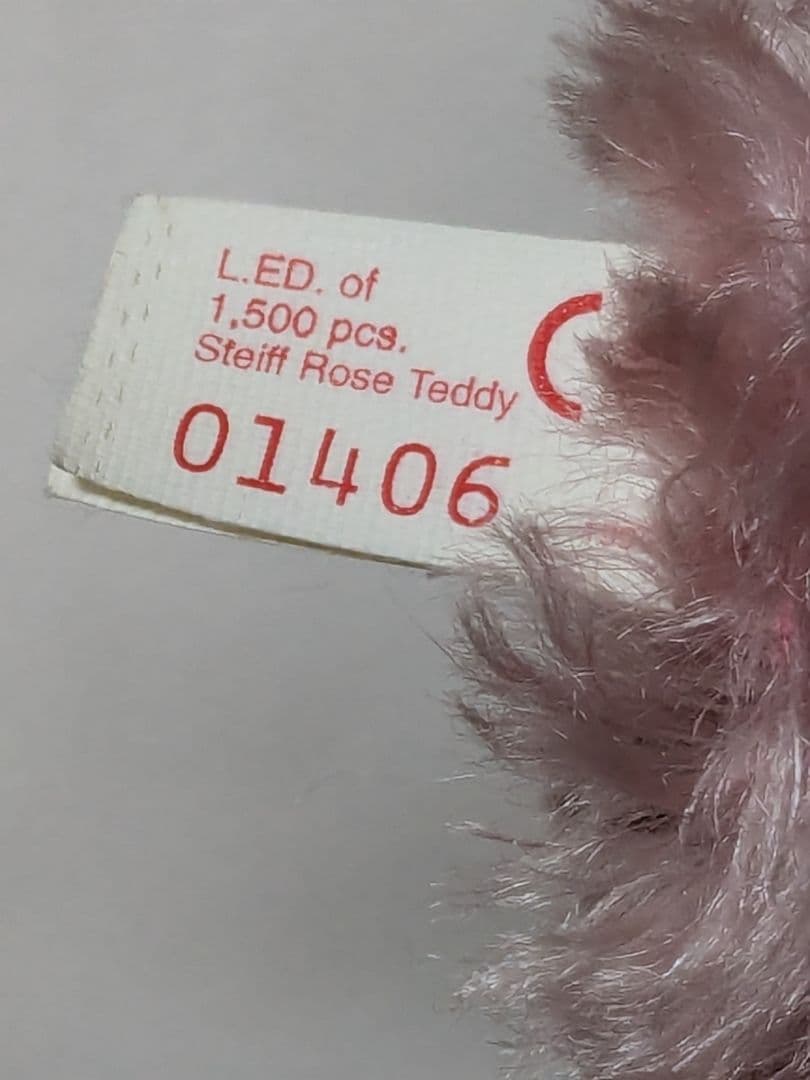 L.ED. of
1,500 pcs.
Steiff Rose Teddy
01406
C